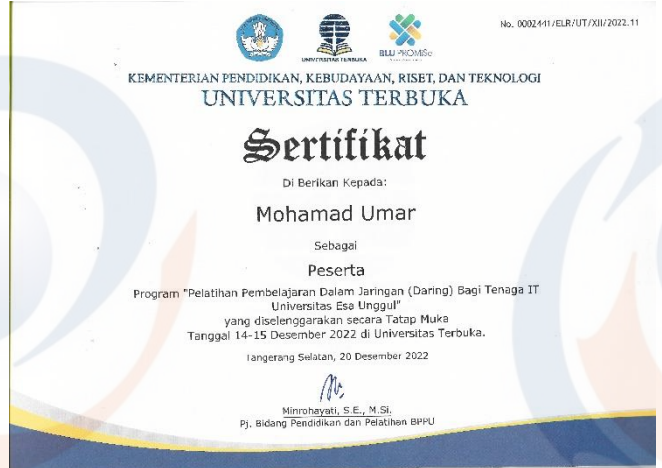 No. 0002441/ELR/UT/XII/2022.11
UNIVERSITAS TERBUKA
BLU PROMISe
KEMENTERIAN PENDIDIKAN, KEBUDAYAAN, RISET, DAN TEKNOLOGI
UNIVERSITAS TERBUKA
Sertifikat
Di Berikan Kepada:
Mohamad Umar
Sebagai
Peserta
Program "Pelatihan Pembelajaran Dalam Jaringan (Daring) Bagi Tenaga IT
Universitas Esa Unggul"
yang diselenggarakan secara Tatap Muka
Tanggal 14-15 Desember 2022 di Universitas Terbuka.
Tangerang Selatan, 20 Desember 2022
Minrohayati, S.E., M.Si.
Pj. Bidang Pendidikan dan Pelatihan BPPU